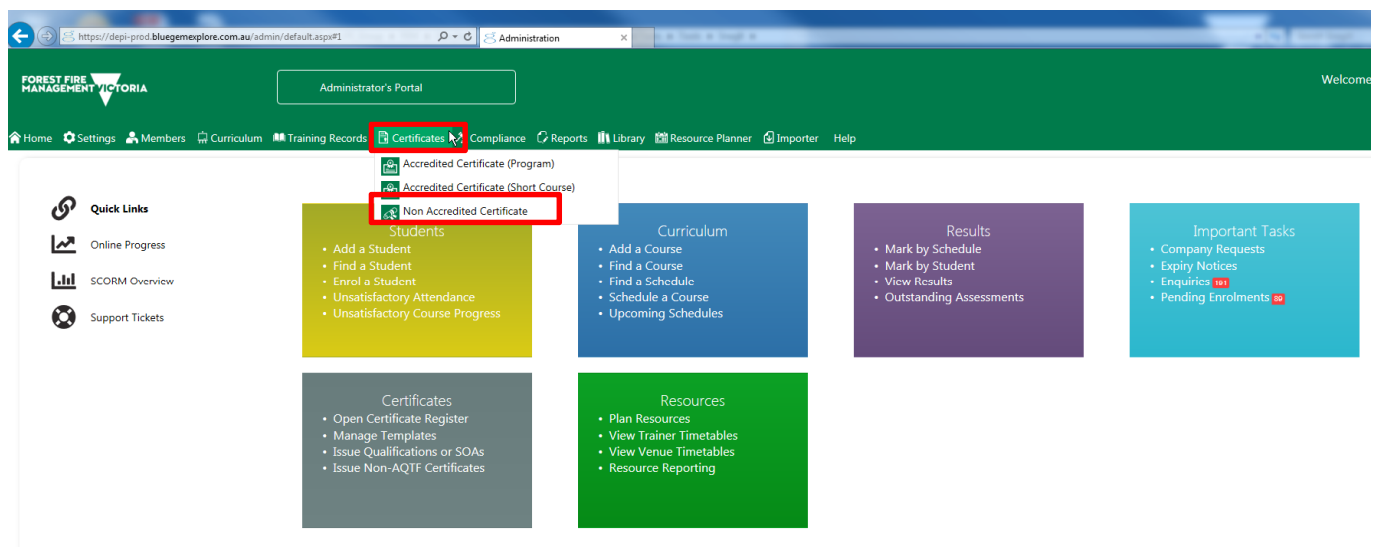 https://depi-prod.bluegemexplore.com.au/admin/default.aspx#1
Administration
FOREST FIRE
MANAGEMENT VICTORIA
Administrator's Portal
Welcome
Home Settings Members Curriculum Training Records Certificates Compliance Reports Library Resource Planner Importer Help
Accredited Certificate (Program)
Accredited Certificate (Short Course)
Non Accredited Certificate
Quick Links
Online Progress
SCORM Overview
Support Tickets
Students
• Add a Student
• Find a Student
• Enrol a Student
• Unsatisfactory Attendance
• Unsatisfactory Course Progress
Curriculum
• Add a Course
• Find a Course
• Find a Schedule
• Schedule a Course
• Upcoming Schedules
Results
• Mark by Schedule
• Mark by Student
• View Results
• Outstanding Assessments
Important Tasks
• Company Requests
• Expiry Notices
• Enquiries 191
• Pending Enrolments 89
Certificates
• Open Certificate Register
• Manage Templates
• Issue Qualifications or SOAs
• Issue Non-AQTF Certificates
Resources
• Plan Resources
• View Trainer Timetables
• View Venue Timetables
• Resource Reporting